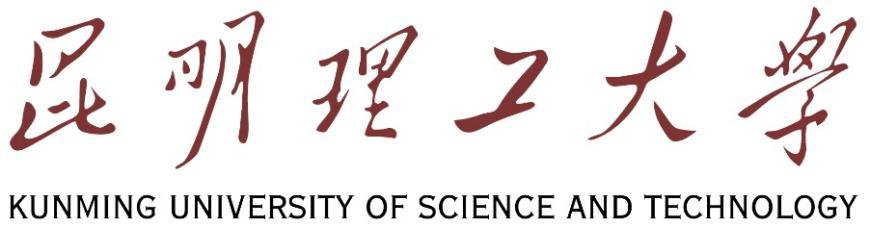 昆明理工大學
KUNMING UNIVERSITY OF SCIENCE AND TECHNOLOGY